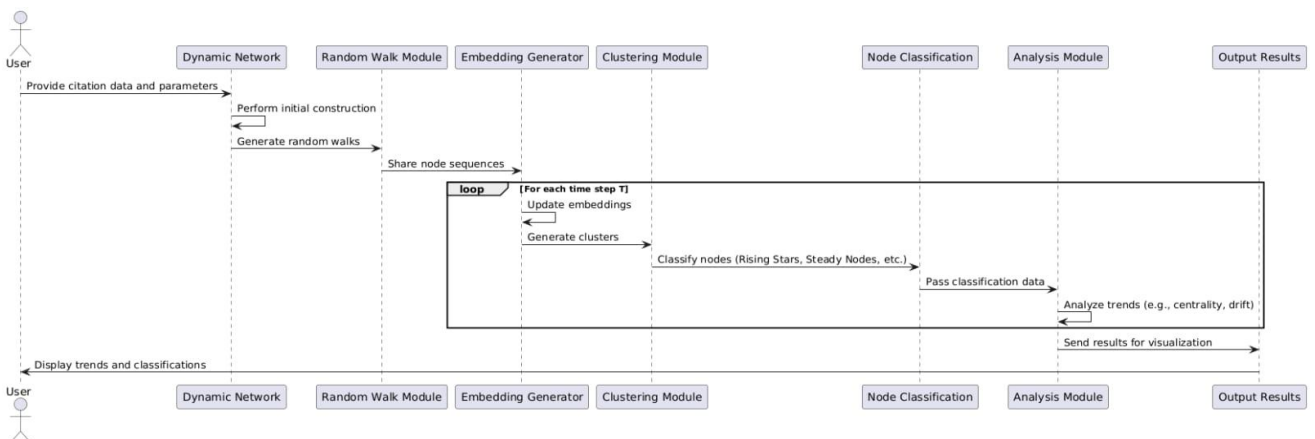 User
Dynamic Network
Random Walk Module
Embedding Generator
Clustering Module
Node Classification
Analysis Module
Output Results
Provide citation data and parameters
Perform initial construction
Generate random walks
Share node sequences
loop
[For each time step T]
Update embeddings
Generate clusters
Classify nodes (Rising Stars, Steady Nodes, etc.)
Pass classification data
Analyze trends (e.g., centrality, drift)
Send results for visualization
Display trends and classifications
User
Dynamic Network
Random Walk Module
Embedding Generator
Clustering Module
Node Classification
Analysis Module
Output Results